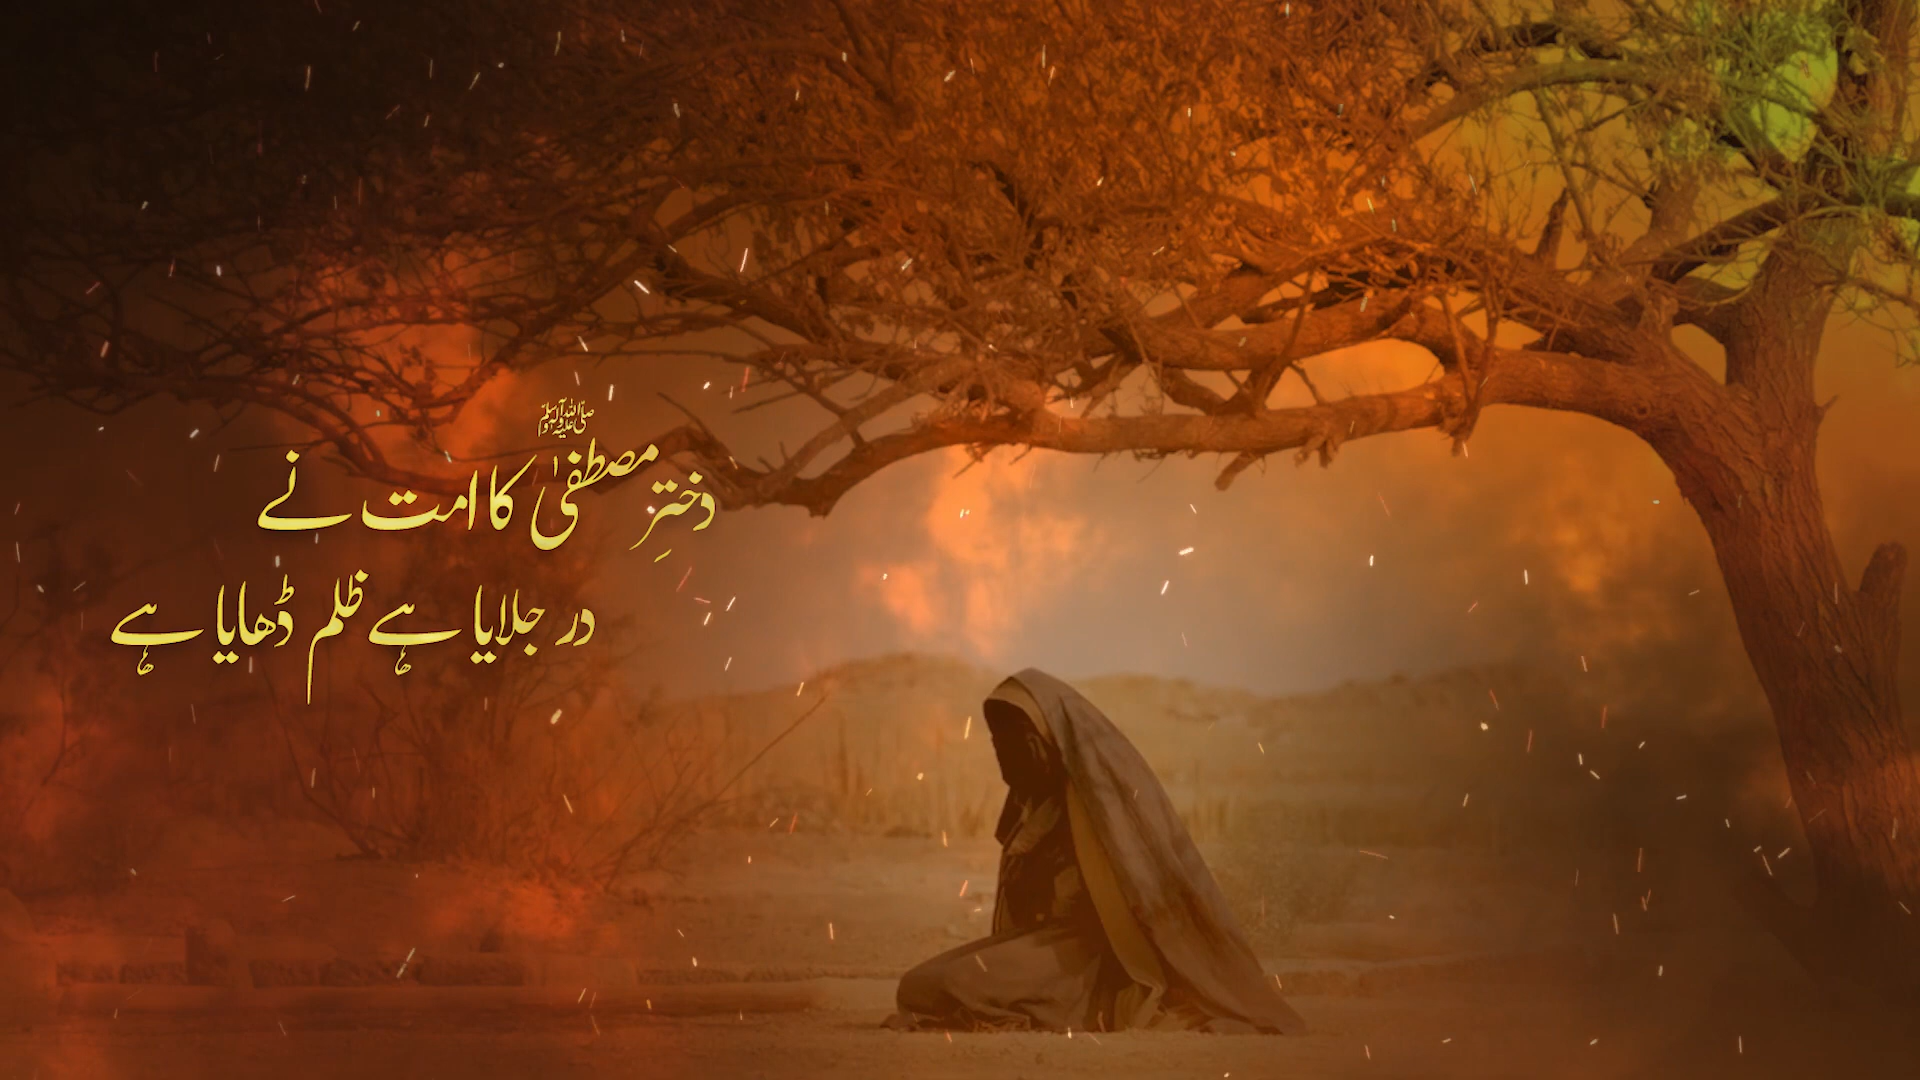 دخترِ مصطفیٰ ﷺ کا امت نے
در جلایا ہے ظلم ڈھایا ہے